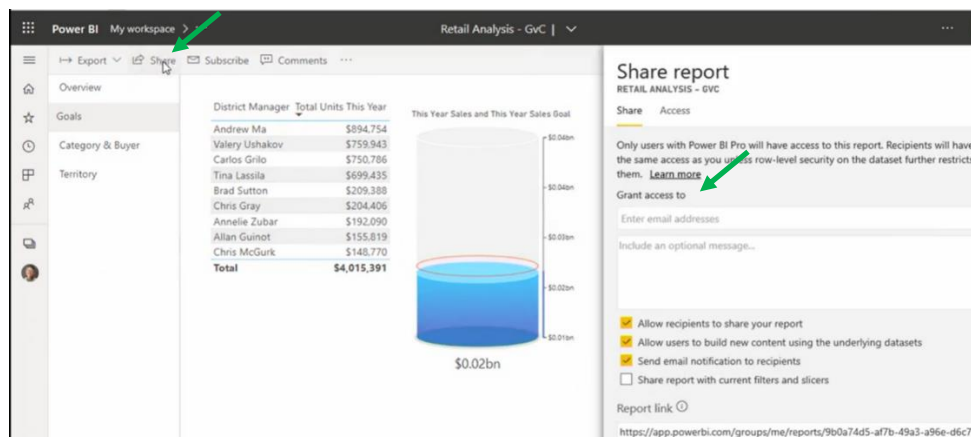 Power BI My workspace >
Retail Analysis - GvC |
Export Share Subscribe Comments ...
Overview
Goals
Category & Buyer
Territory
District Manager Total Units This Year
Andrew Ma $894,754
Valery Ushakov $759,943
Carlos Grilo $750,786
Tina Lassila $699,435
Brad Sutton $209,388
Chris Gray $204,406
Annelie Zubar $192,090
Allan Guinot $155,819
Chris McGurk $148,770
Total $4,015,391
This Year Sales and This Year Sales Goal
$0.04bn
$0.04bn
$0.03bn
$0.02bn
$0.01bn
$0.02bn
Share report
RETAIL ANALYSIS - GVC
Share Access
Only users with Power BI Pro will have access to this report. Recipients will have
the same access as you unless row-level security on the dataset further restricts
them. Learn more
Grant access to
Enter email addresses
Include an optional message...
Allow recipients to share your report
Allow users to build new content using the underlying datasets
Send email notification to recipients
Share report with current filters and slicers
Report link
https://app.powerbi.com/groups/me/reports/9b0a74d5-af7b-49a3-a96e-d6c7